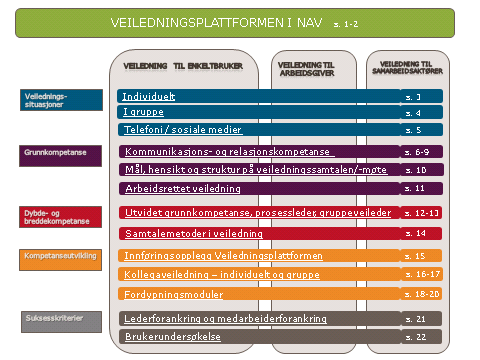 VEILEDNINGSPLATTFORMEN I NAV s. 1-2
VEILEDNING TIL ENKELTBRUKER
VEILEDNING TIL
ARBEIDSGIVER
VEILEDNING TIL
SAMARBEIDSAKTØRER
Veilednings-
situasjoner
Individuelt s. 3
I gruppe s. 4
Telefoni / sosiale medier s. 5
Grunnkompetanse
Kommunikasjons- og relasjonskompetanse s. 6-9
Mål, hensikt og struktur på veiledningssamtalen/-møte s. 10
Arbeidsrettet veiledning s. 11
Dybde- og
breddekompetanse
Utvidet grunnkompetanse, prosessleder, gruppeveileder s. 12-13
Samtalemetoder i veiledning s. 14
Kompetanseutvikling
Innføringsopplegg Veiledningsplattformen s. 15
Kollegaveiledning – individuelt og gruppe s. 16-17
Fordypningsmoduler s. 18-20
Suksesskriterier
Lederforankring og medarbeiderforankring s. 21
Brukerundersøkelse s. 22